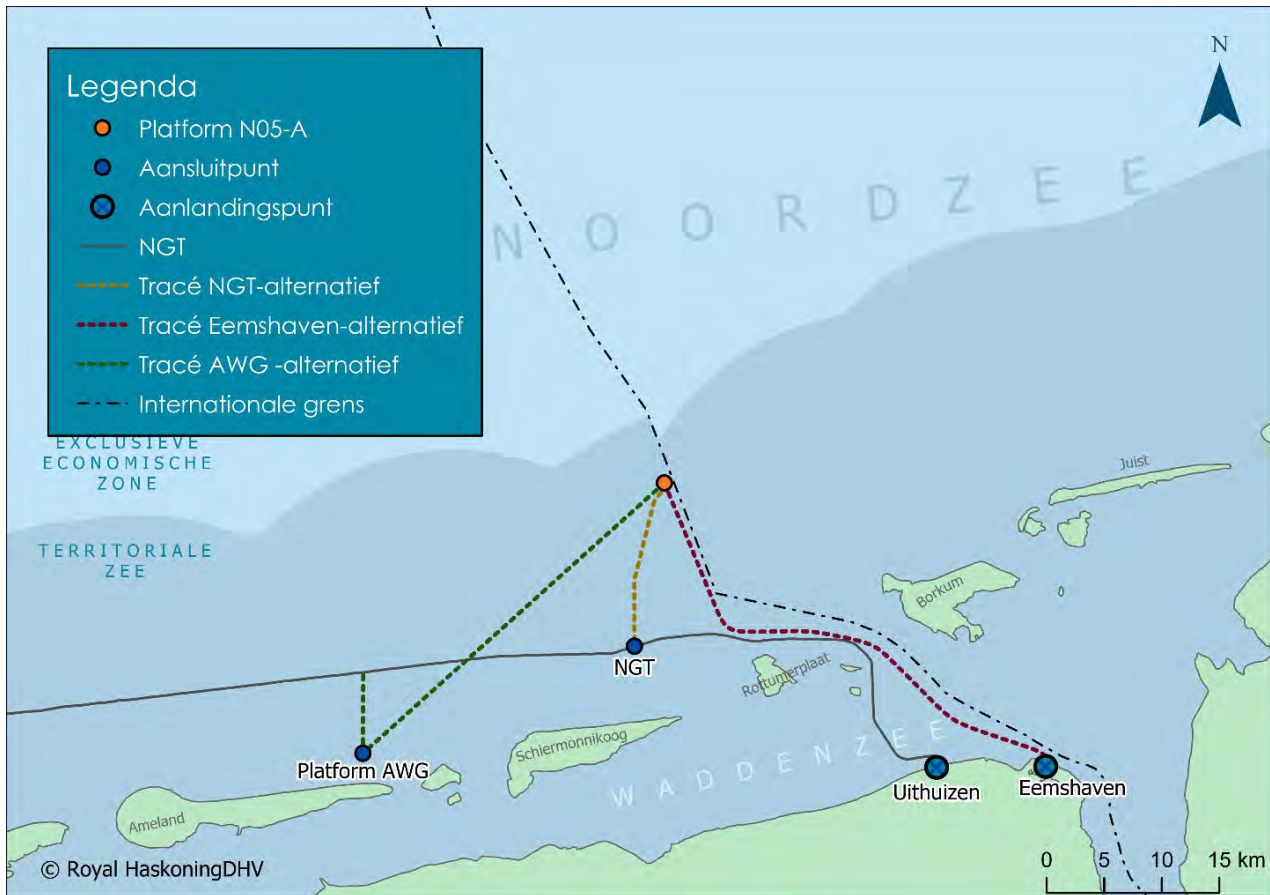 N
Legenda
Platform N05-A
Aansluitpunt
Aanlandingspunt
NGT
Tracé NGT-alternatief
Tracé Eemshaven-alternatief
Tracé AWG -alternatief
Internationale grens
NOORDZEE
EXCLUSIEVE
ECONOMISCHE
ZONE
TERRITORIALE
ZEE
Juist
Borkum
NGT
Rottumerplaat
Schiermonnikoog
WADDENZEE
Platform AWG
Uithuizen
Eemshaven
Ameland
© Royal HaskoningDHV
0 5 10 15 km